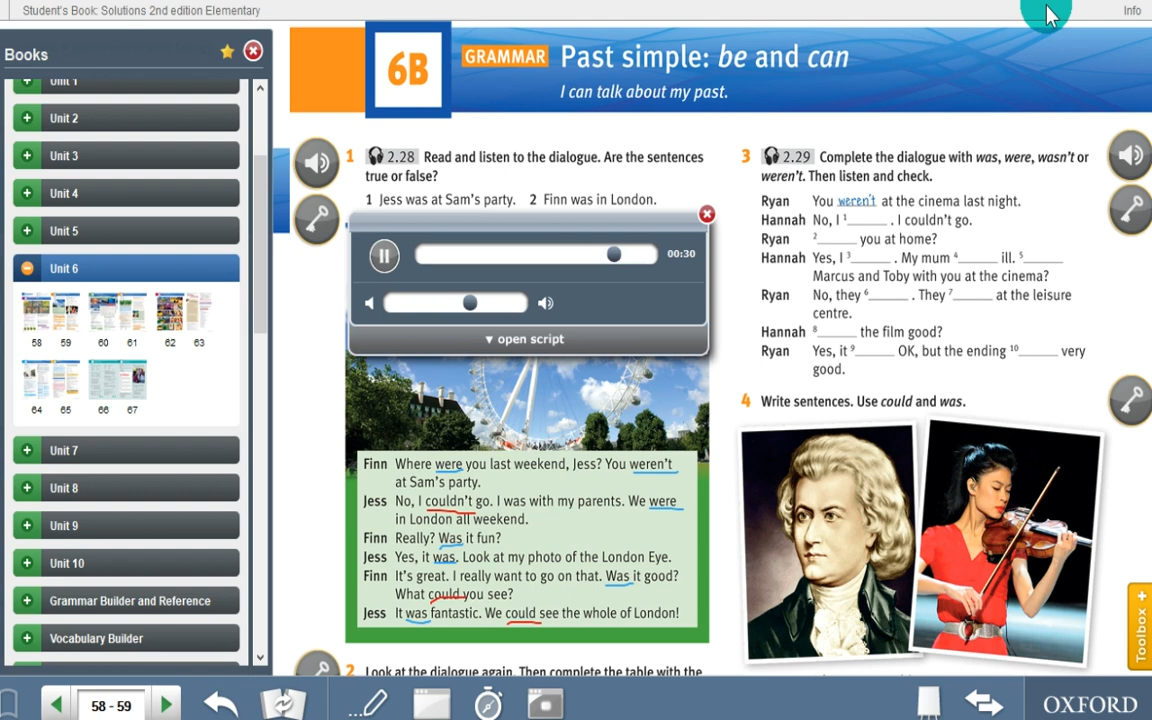 Student's Book: Solutions 2nd edition Elementary
Info
Books
Unit 1
Unit 2
Unit 3
Unit 4
Unit 5
Unit 6
58 59 60 61 62 63
64 65 66 67
Unit 7
Unit 8
Unit 9
Unit 10
Grammar Builder and Reference
Vocabulary Builder
6B GRAMMAR Past simple: be and can
I can talk about my past.
1 2.28 Read and listen to the dialogue. Are the sentences
true or false?
1 Jess was at Sam's party. 2 Finn was in London.
00:30
▼ open script
Finn Where were you last weekend, Jess? You weren't
at Sam's party.
Jess No, I couldn't go. I was with my parents. We were
in London all weekend.
Finn Really? Was it fun?
Jess Yes, it was. Look at my photo of the London Eye.
Finn It's great. I really want to go on that. Was it good?
What could you see?
Jess It was fantastic. We could see the whole of London!
2 Look at the dialogue again. Then complete the table with the
3 2.29 Complete the dialogue with was, were, wasn't or
weren't. Then listen and check.
Ryan You weren't at the cinema last night.
Hannah No, I 1______ . I couldn't go.
Ryan 2______ you at home?
Hannah Yes, I 3______ . My mum 4______ ill. 5______
Marcus and Toby with you at the cinema?
Ryan No, they 6______ . They 7______ at the leisure
centre.
Hannah 8______ the film good?
Ryan Yes, it 9______ OK, but the ending 10______ very
good.
4 Write sentences. Use could and was.
Toolbox +
58 - 59
OXFORD